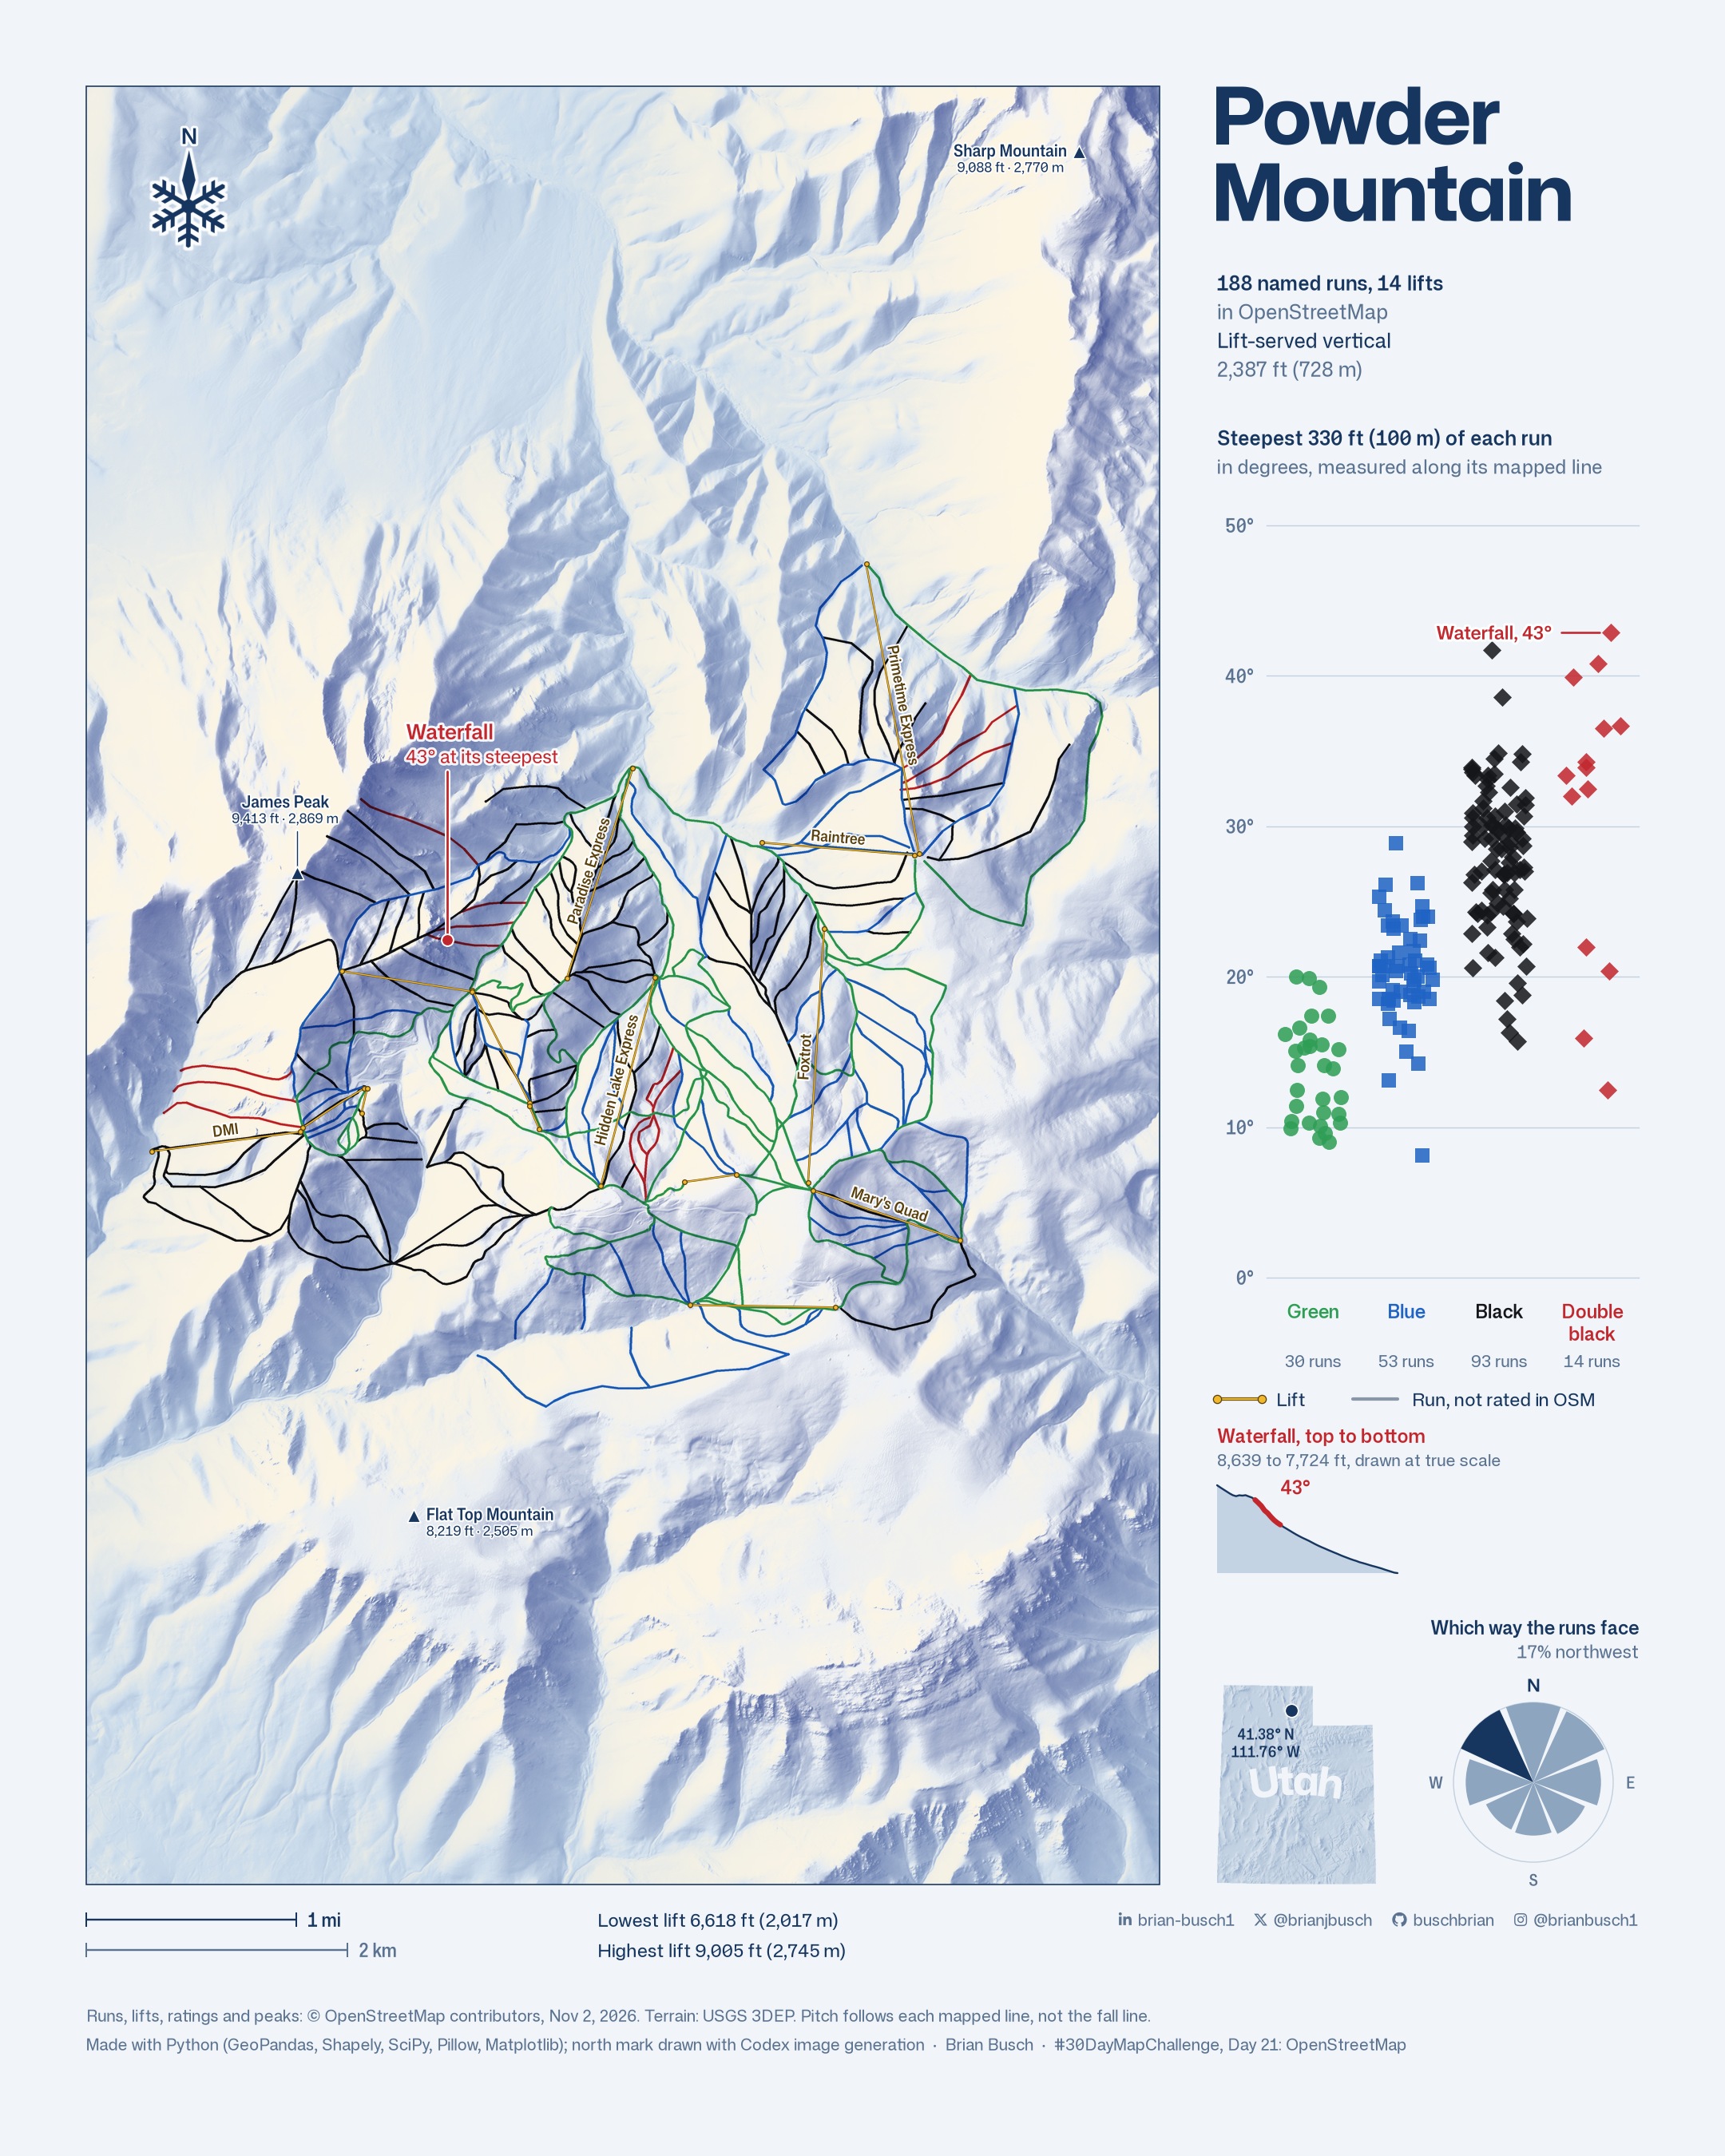 Powder
Mountain
188 named runs, 14 lifts
in OpenStreetMap
Lift-served vertical
2,387 ft (728 m)
Steepest 330 ft (100 m) of each run
in degrees, measured along its mapped line
50°
40°
30°
20°
10°
0°
Waterfall, 43°
Green
Blue
Black
Double
black
30 runs
53 runs
93 runs
14 runs
Lift
Run, not rated in OSM
Waterfall, top to bottom
8,639 to 7,724 ft, drawn at true scale
43°
Which way the runs face
17% northwest
N
W
E
S
41.38° N
111.76° W
Utah
N
Sharp Mountain
9,088 ft · 2,770 m
Primetime Express
Waterfall
43° at its steepest
James Peak
9,413 ft · 2,869 m
Paradise Express
Raintree
Hidden Lake Express
Foxtrot
DMI
Mary's Quad
Flat Top Mountain
8,219 ft · 2,505 m
1 mi
2 km
Lowest lift 6,618 ft (2,017 m)
Highest lift 9,005 ft (2,745 m)
brian-busch1 @brianjbusch buschbrian @brianbusch1
Runs, lifts, ratings and peaks: © OpenStreetMap contributors, Nov 2, 2026. Terrain: USGS 3DEP. Pitch follows each mapped line, not the fall line.
Made with Python (GeoPandas, Shapely, SciPy, Pillow, Matplotlib); north mark drawn with Codex image generation · Brian Busch · #30DayMapChallenge, Day 21: OpenStreetMap